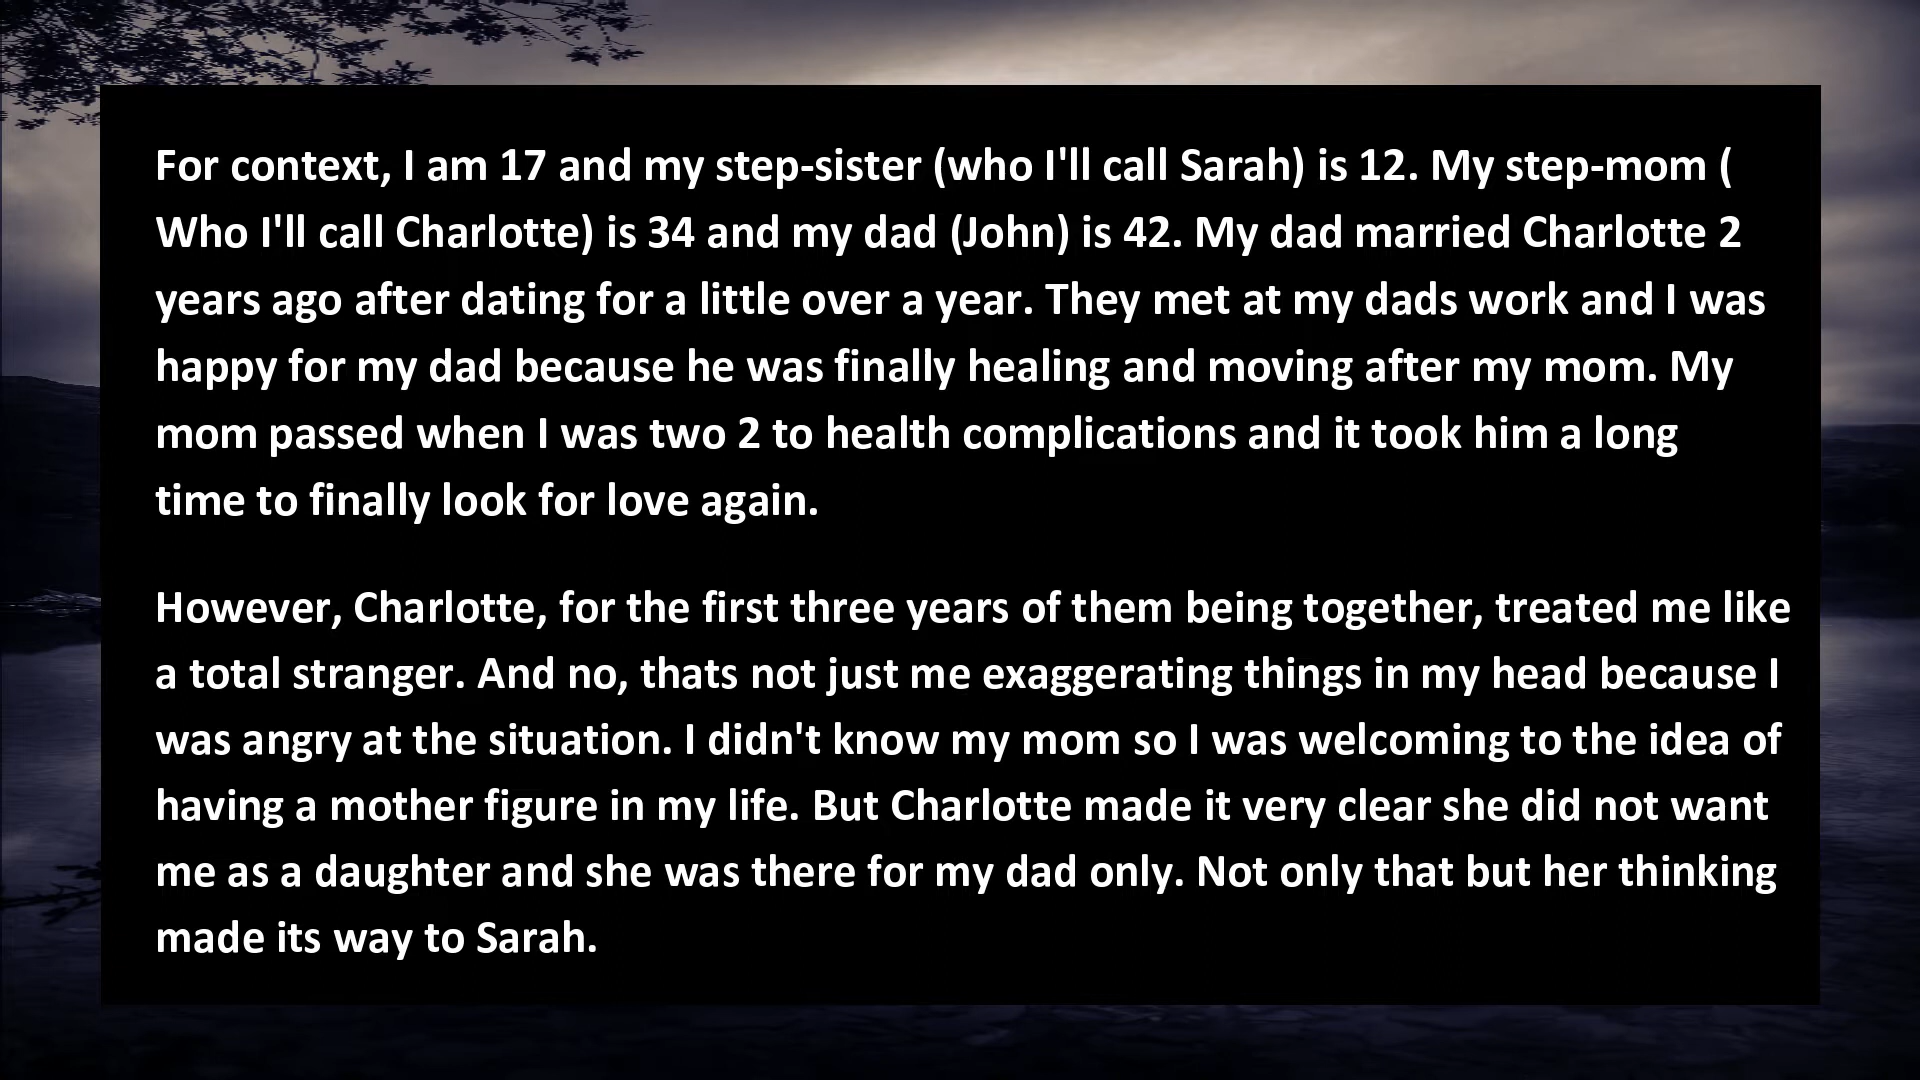 For context, I am 17 and my step-sister (who I'll call Sarah) is 12. My step-mom (
Who I'll call Charlotte) is 34 and my dad (John) is 42. My dad married Charlotte 2
years ago after dating for a little over a year. They met at my dads work and I was
happy for my dad because he was finally healing and moving after my mom. My
mom passed when I was two 2 to health complications and it took him a long
time to finally look for love again.
However, Charlotte, for the first three years of them being together, treated me like
a total stranger. And no, thats not just me exaggerating things in my head because I
was angry at the situation. I didn't know my mom so I was welcoming to the idea of
having a mother figure in my life. But Charlotte made it very clear she did not want
me as a daughter and she was there for my dad only. Not only that but her thinking
made its way to Sarah.